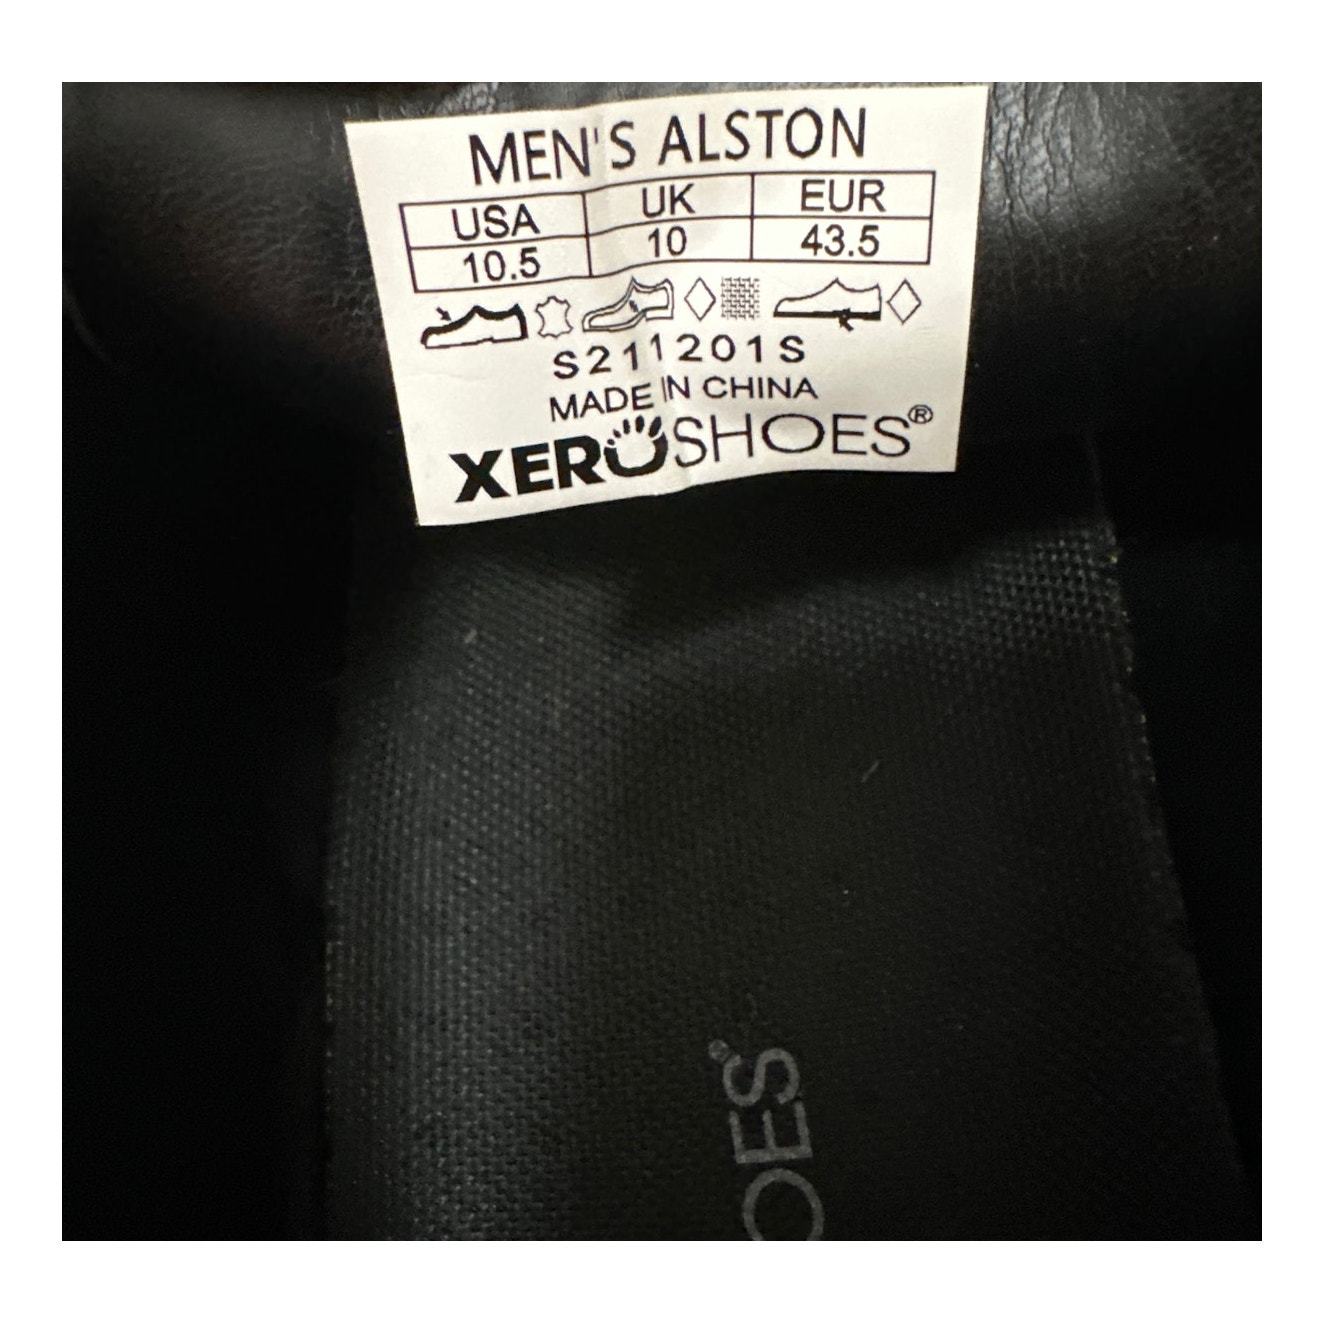 MEN'S ALSTON
USA UK EUR
10.5 10 43.5
S211201S
MADE IN CHINA
XEROSHOES®
OES®